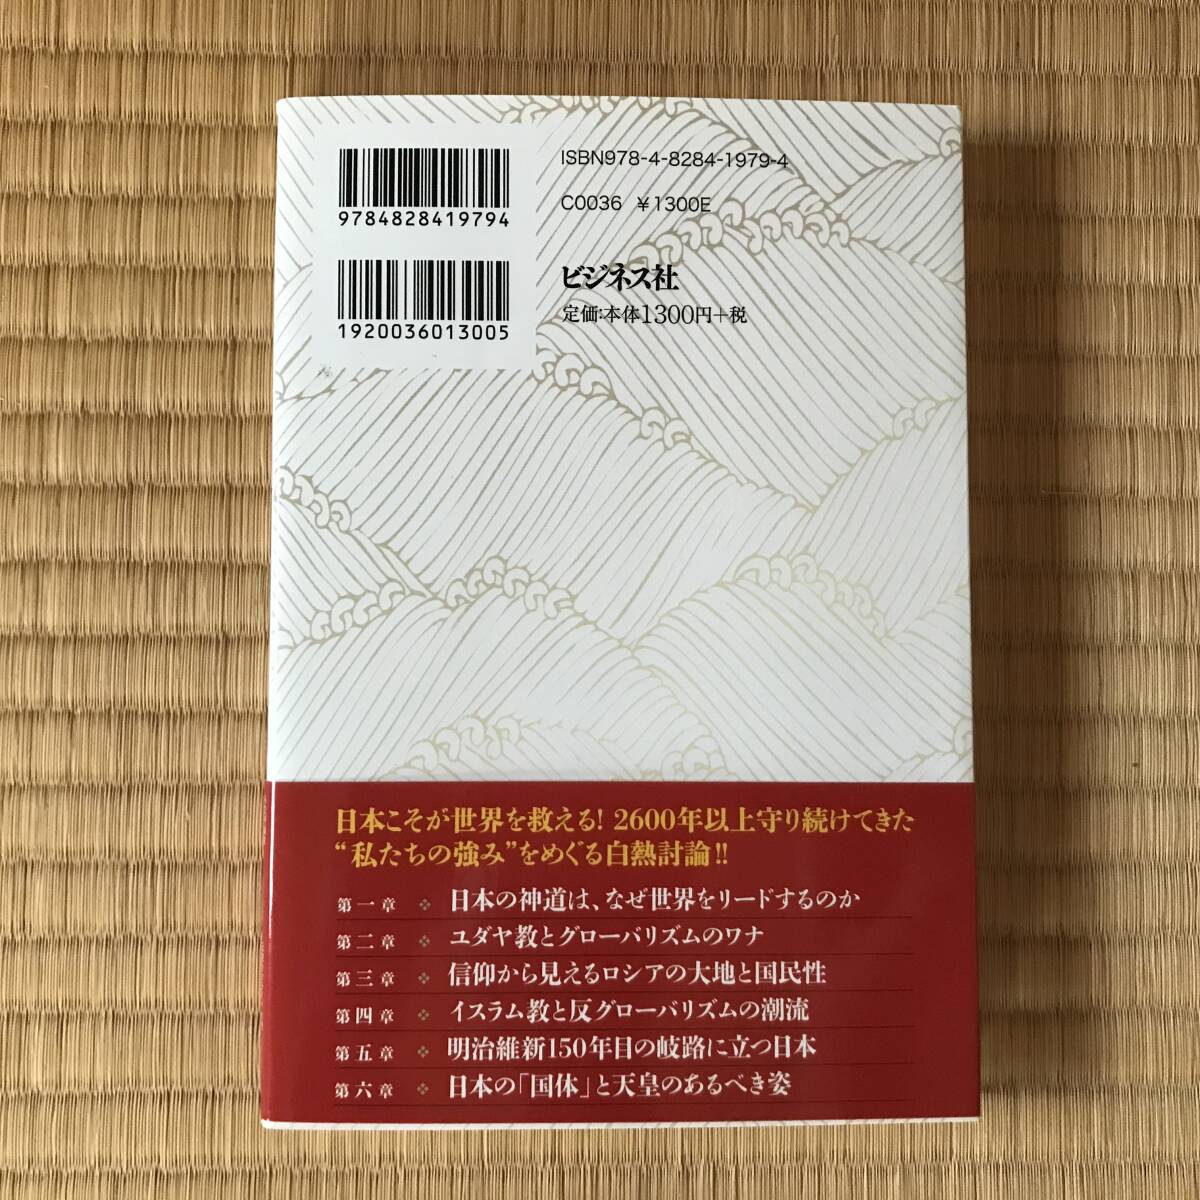 9784828419794
1920036013005
ISBN978-4-8284-1979-4
C0036 ¥1300E
ビジネス社
定価:本体1300円+税
日本こそが世界を救える! 2600年以上守り続けてきた
“私たちの強み”をめぐる白熱討論!!
第一章 ❖ 日本の神道は、なぜ世界をリードするのか
第二章 ❖ ユダヤ教とグローバリズムのワナ
第三章 ❖ 信仰から見えるロシアの大地と国民性
第四章 ❖ イスラム教と反グローバリズムの潮流
第五章 ❖ 明治維新150年目の岐路に立つ日本
第六章 ❖ 日本の「国体」と天皇のあるべき姿